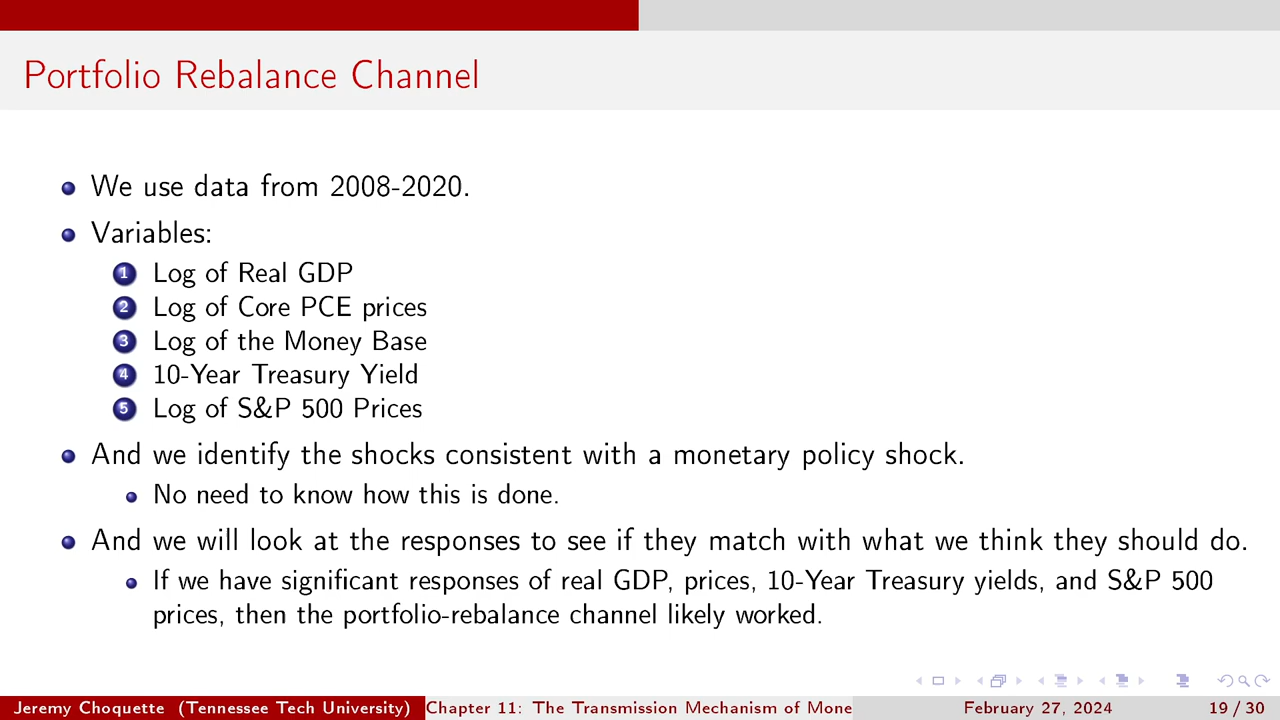 Portfolio Rebalance Channel
We use data from 2008-2020.
Variables:
1 Log of Real GDP
2 Log of Core PCE prices
3 Log of the Money Base
4 10-Year Treasury Yield
5 Log of S&P 500 Prices
And we identify the shocks consistent with a monetary policy shock.
No need to know how this is done.
And we will look at the responses to see if they match with what we think they should do.
If we have significant responses of real GDP, prices, 10-Year Treasury yields, and S&P 500
prices, then the portfolio-rebalance channel likely worked.
Jeremy Choquette (Tennessee Tech University) Chapter 11: The Transmission Mechanism of Mone February 27, 2024 19 / 30